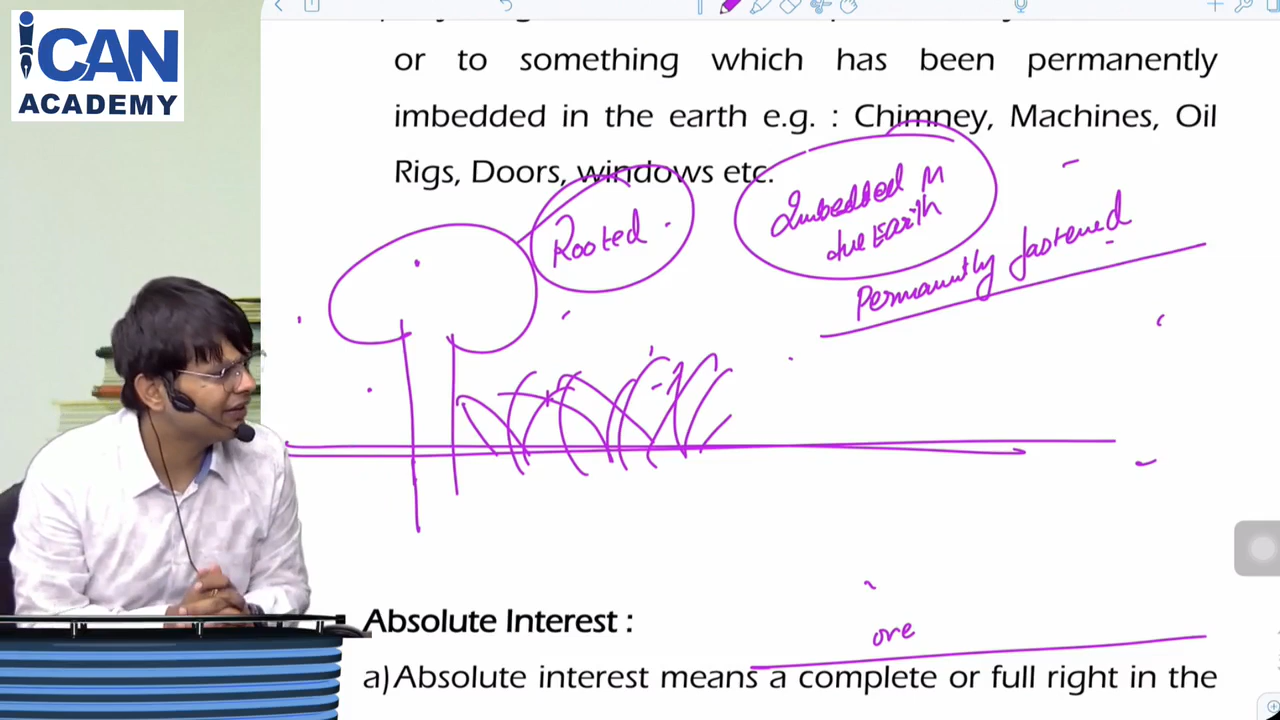 iCAN
ACADEMY
or to something which has been permanently
imbedded in the earth e.g. : Chimney, Machines, Oil
Rigs, Doors, windows etc.
Rooted
Imbedded in
the Earth
Permanently fastened
ore
Absolute Interest :
a) Absolute interest means a complete or full right in the